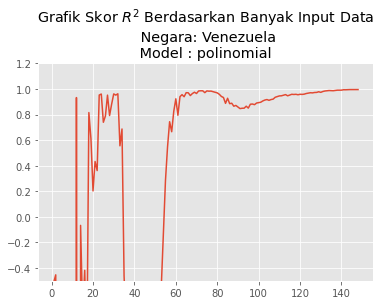 Grafik Skor R² Berdasarkan Banyak Input Data
Negara: Venezuela
Model : polinomial
1.2
1.0
0.8
0.6
0.4
0.2
0.0
−0.2
−0.4
0 20 40 60 80 100 120 140